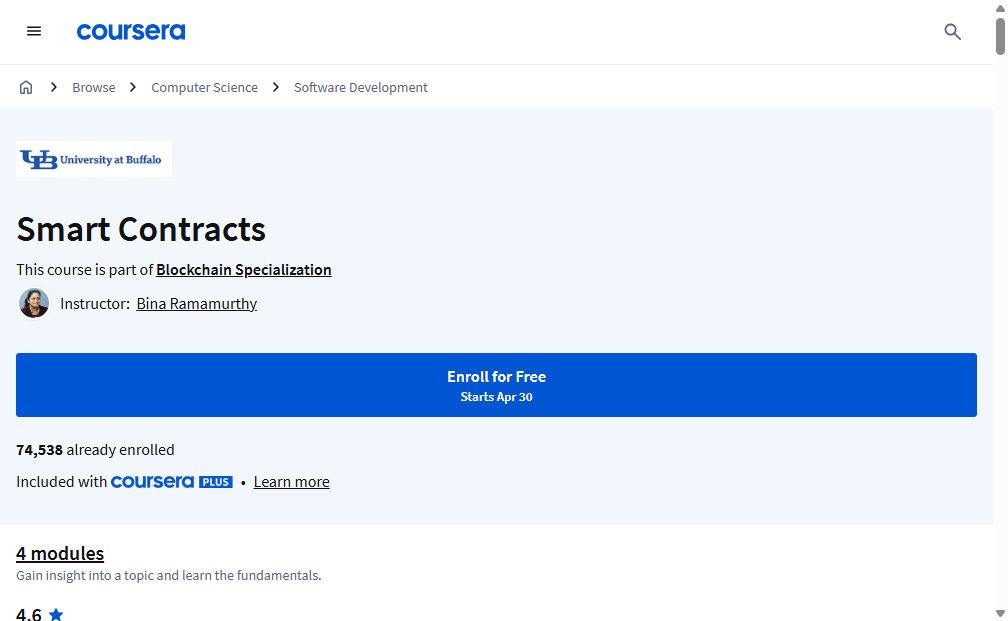 coursera
Browse
Computer Science
Software Development
UB University at Buffalo
Smart Contracts
This course is part of Blockchain Specialization
Instructor: Bina Ramamurthy
Enroll for Free
Starts Apr 30
74,538 already enrolled
Included with coursera PLUS • Learn more
4 modules
Gain insight into a topic and learn the fundamentals.
4.6